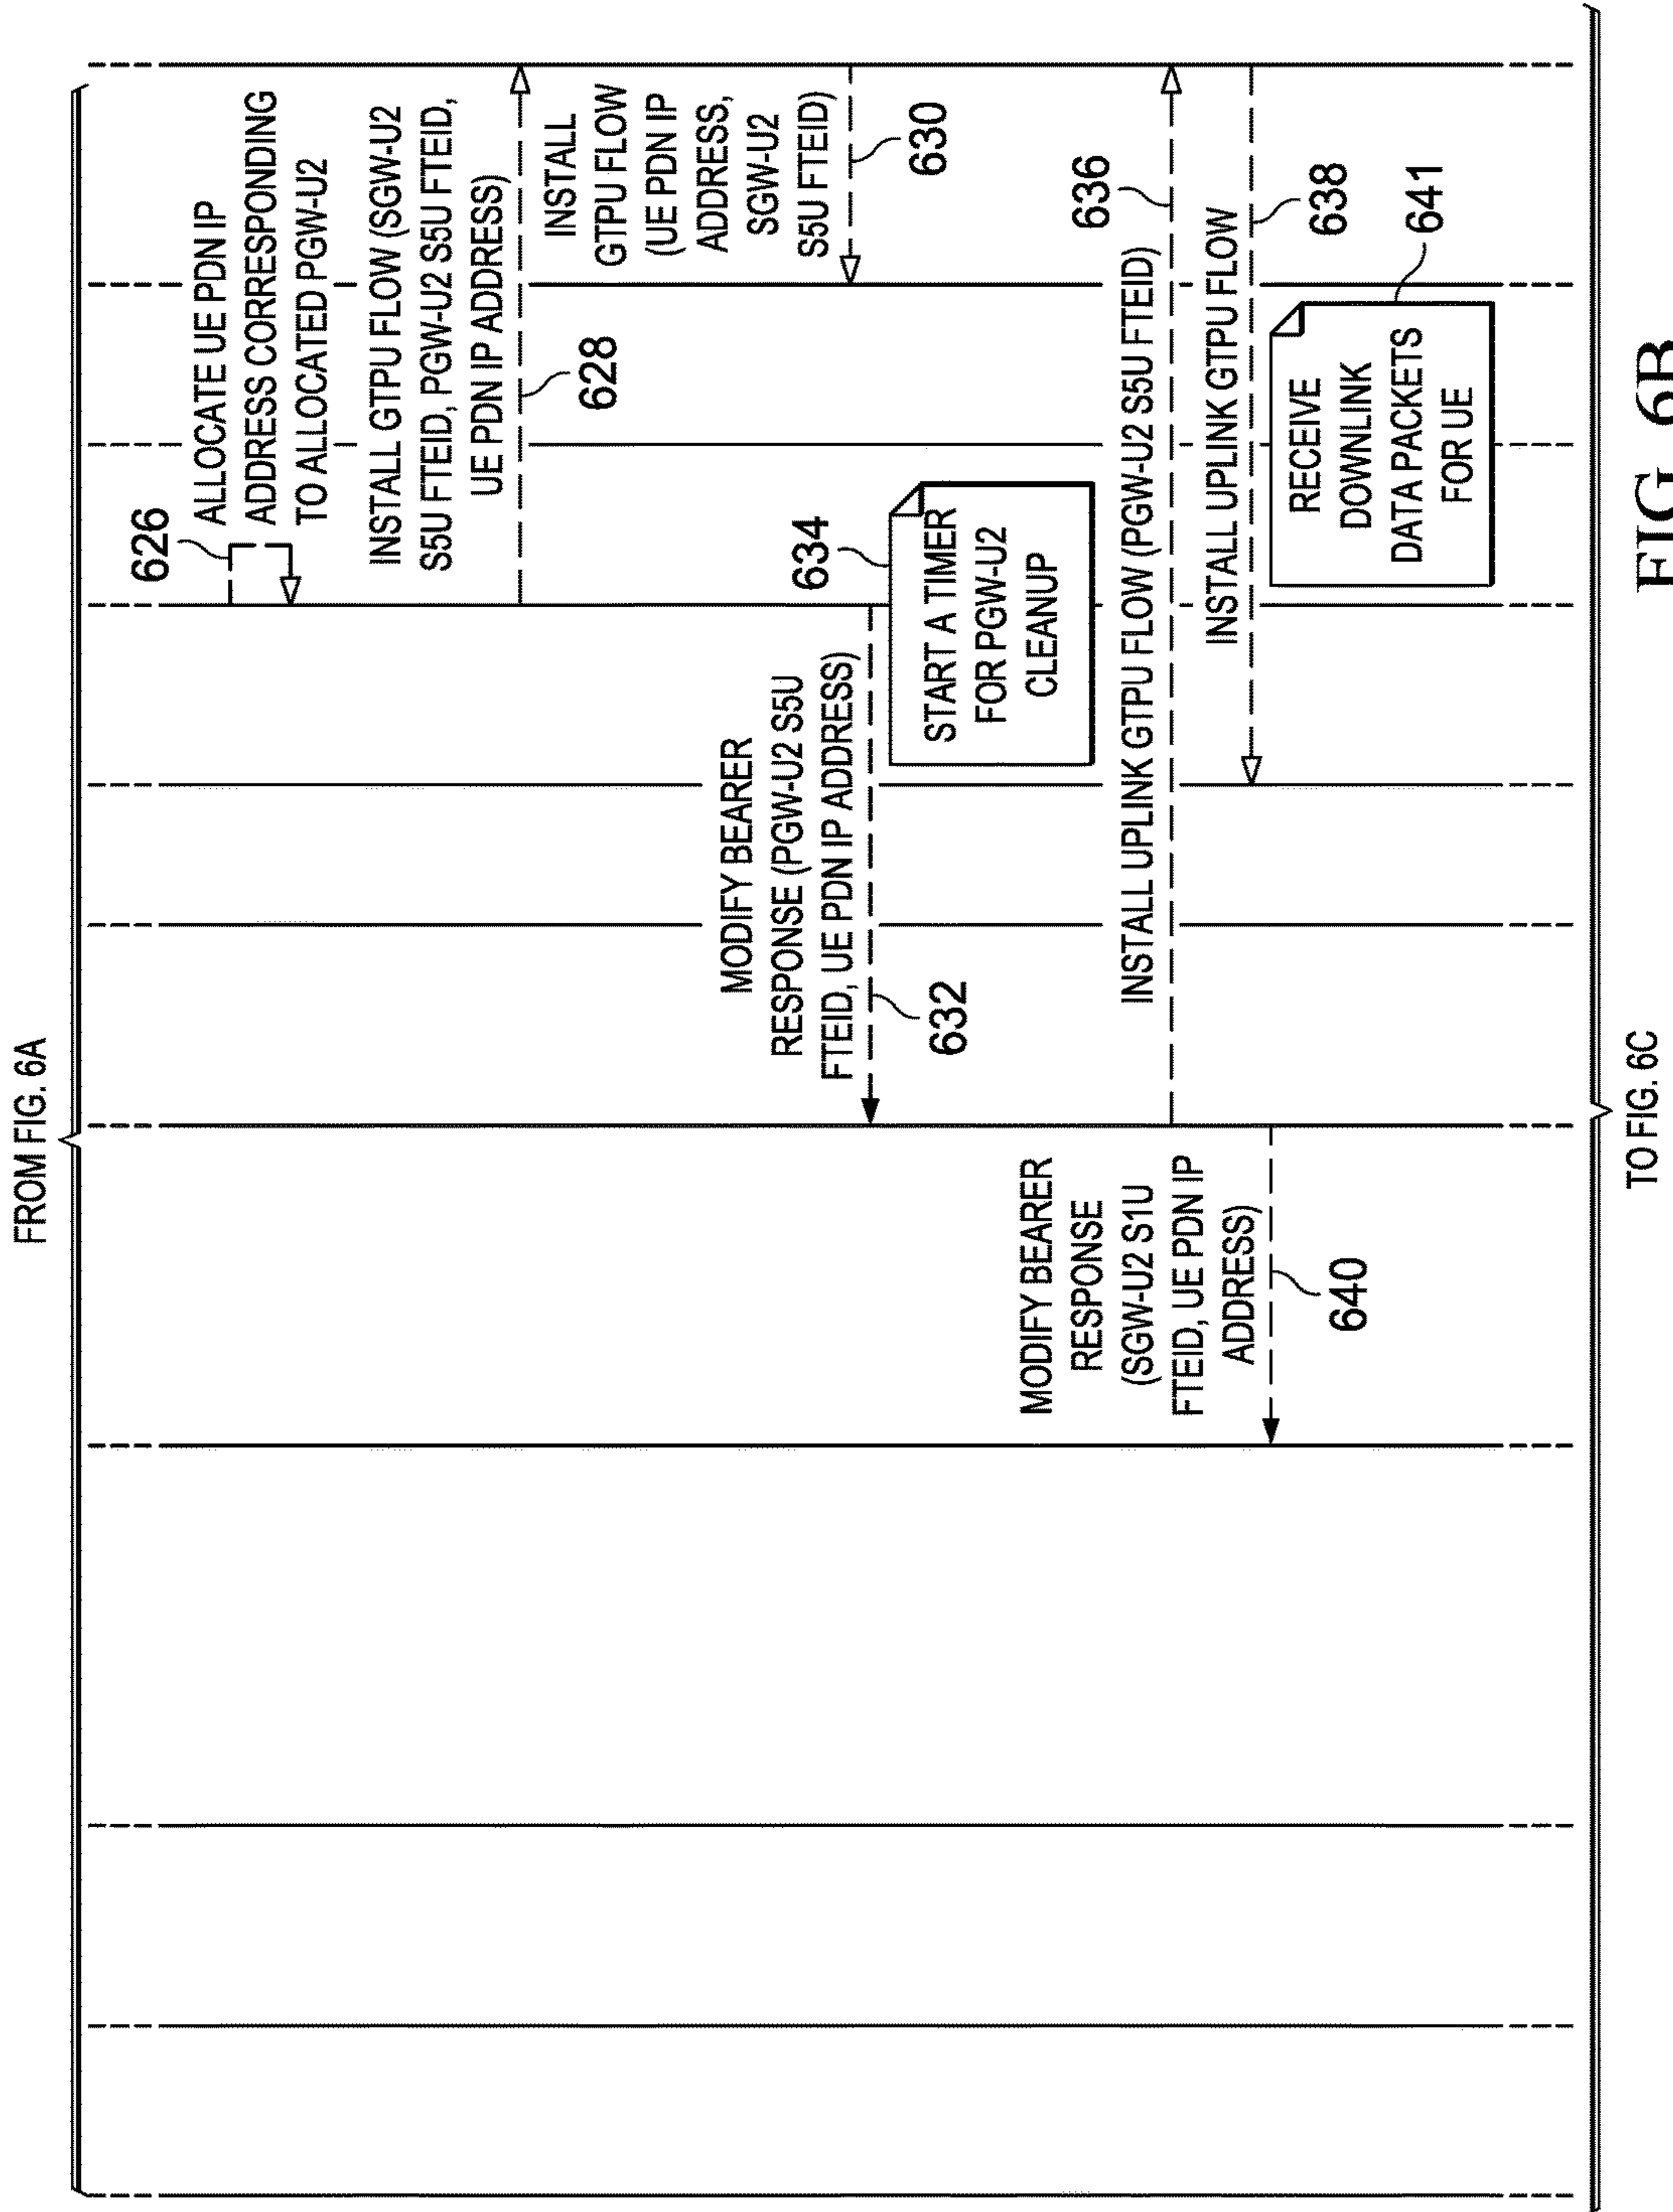 FROM FIG. 6A
626
ALLOCATE UE PDN IP
ADDRESS CORRESPONDING
TO ALLOCATED PGW-U2
INSTALL GTPU FLOW (SGW-U2
S5U FTEID, PGW-U2 S5U FTEID,
UE PDN IP ADDRESS)
628
INSTALL
GTPU FLOW
(UE PDN IP
ADDRESS,
SGW-U2
S5U FTEID)
630
MODIFY BEARER
RESPONSE (PGW-U2 S5U
FTEID, UE PDN IP ADDRESS)
632
634
START A TIMER
FOR PGW-U2
CLEANUP
636
INSTALL UPLINK GTPU FLOW (PGW-U2 S5U FTEID)
INSTALL UPLINK GTPU FLOW
638
MODIFY BEARER
RESPONSE
(SGW-U2 S1U
FTEID, UE PDN IP
ADDRESS)
640
RECEIVE
DOWNLINK
DATA PACKETS
FOR UE
641
TO FIG. 6C
FIG. 6B